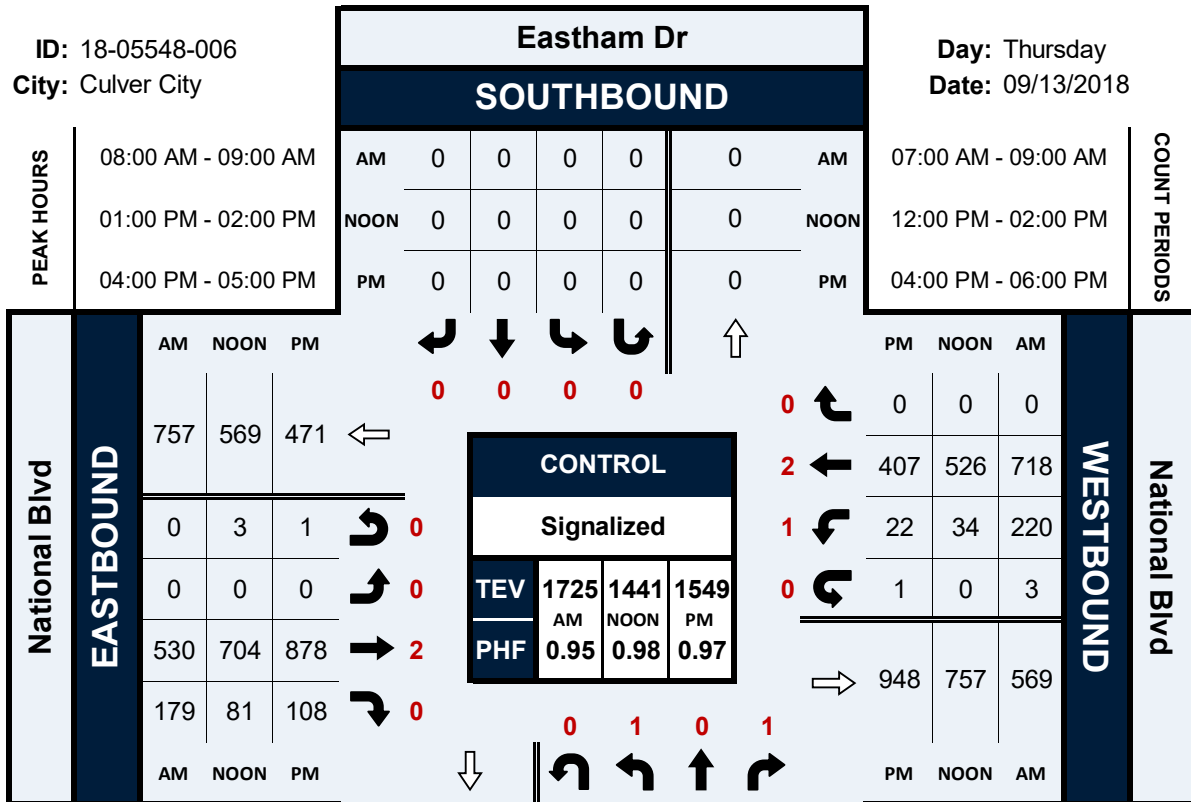 Eastham Dr
ID: 18-05548-006
Day: Thursday
City: Culver City
Date: 09/13/2018
SOUTHBOUND
PEAK HOURS
08:00 AM - 09:00 AM
01:00 PM - 02:00 PM
04:00 PM - 05:00 PM
AM 0 0 0 0 0 AM
NOON 0 0 0 0 0 NOON
PM 0 0 0 0 0 PM
07:00 AM - 09:00 AM
12:00 PM - 02:00 PM
04:00 PM - 06:00 PM
COUNT PERIODS
0 0 0 0
National Blvd
EASTBOUND
AM NOON PM
757 569 471
0 3 1 0
0 0 0 0
530 704 878 2
179 81 108 0
AM NOON PM
CONTROL
Signalized
TEV 1725 1441 1549
AM NOON PM
PHF 0.95 0.98 0.97
PM NOON AM
0 0 0 0
2 407 526 718
1 22 34 220
0 1 0 3
948 757 569
PM NOON AM
WESTBOUND
National Blvd
0 1 0 1